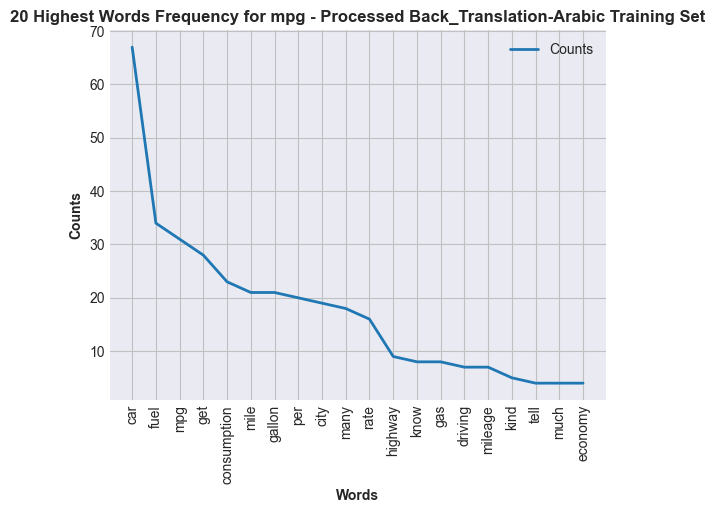 20 Highest Words Frequency for mpg - Processed Back_Translation-Arabic Training Set
Counts
70
60
50
40
30
20
10
Counts
car
fuel
mpg
get
consumption
mile
gallon
per
city
many
rate
highway
know
gas
driving
mileage
kind
tell
much
economy
Words